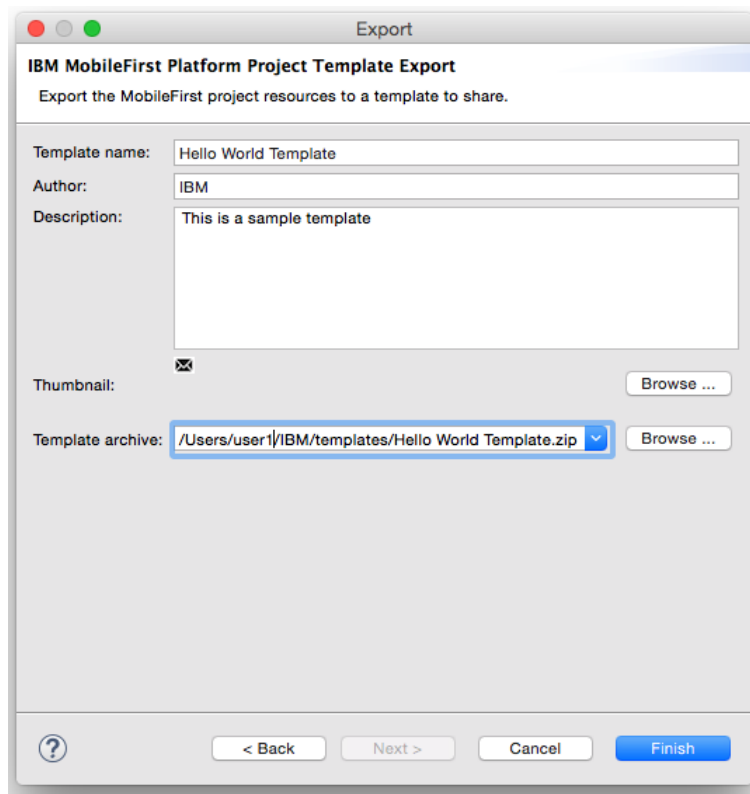 Export
IBM MobileFirst Platform Project Template Export
Export the MobileFirst project resources to a template to share.
Template name: Hello World Template
Author: IBM
Description: This is a sample template
Thumbnail: Browse ...
Template archive: /Users/user1/IBM/templates/Hello World Template.zip Browse ...
? < Back Next > Cancel Finish